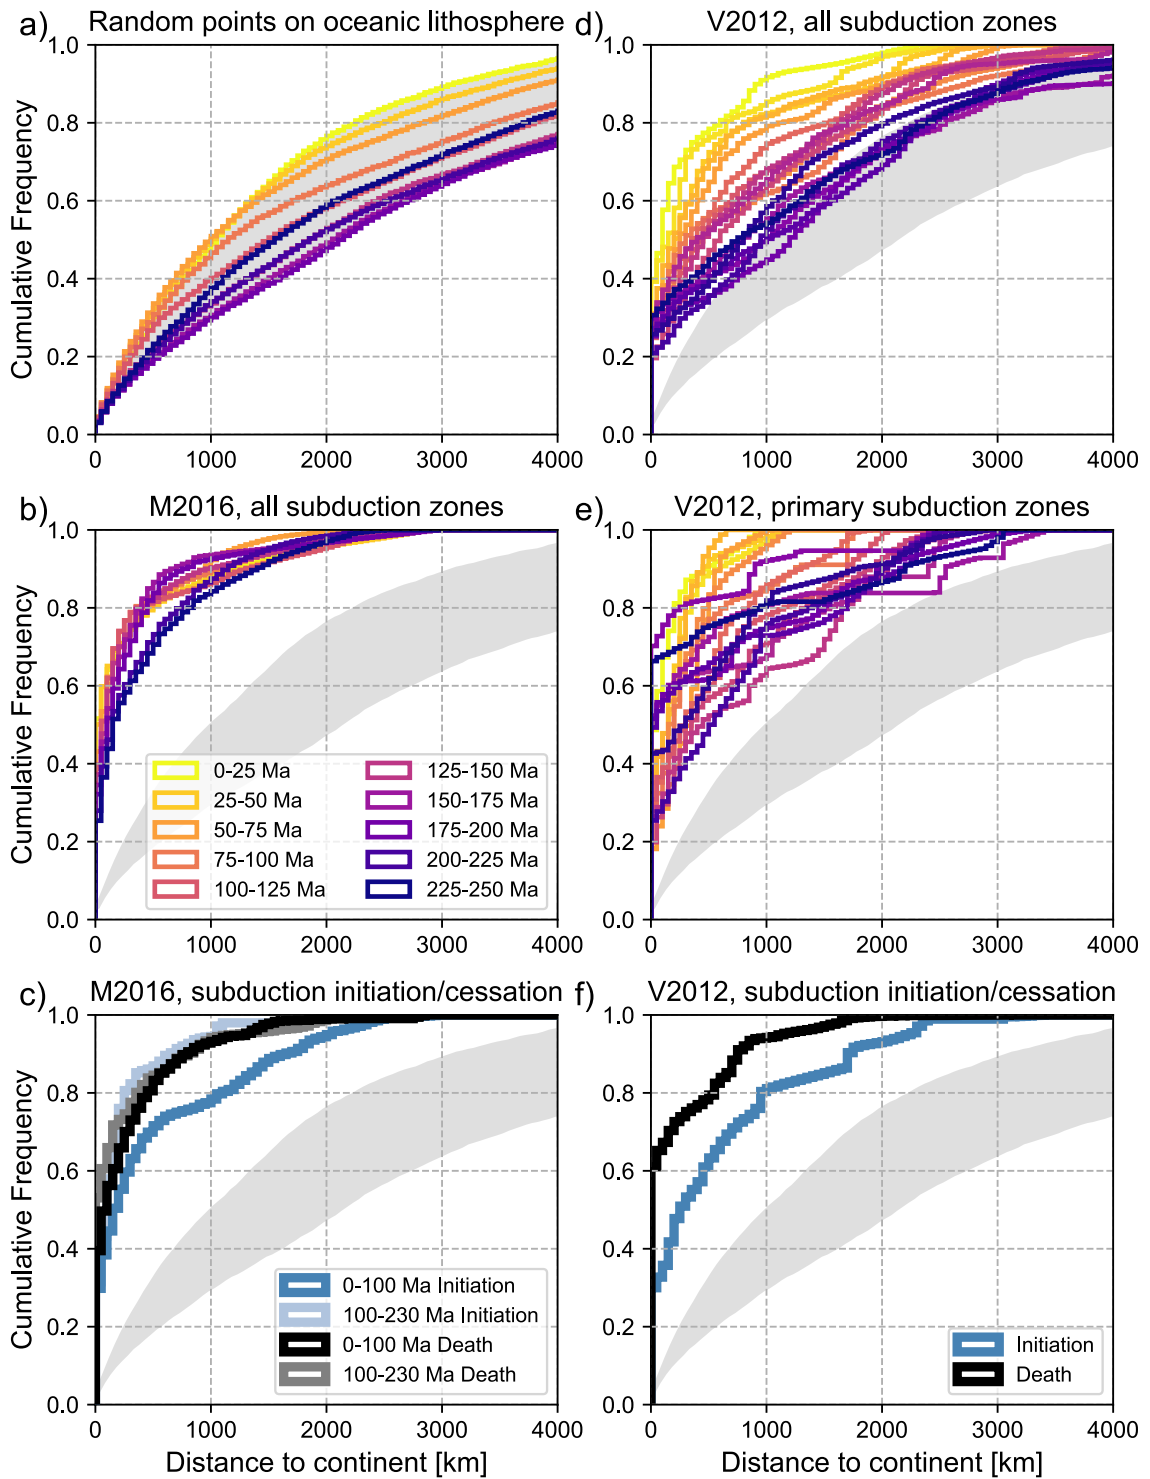 a) Random points on oceanic lithosphere
1.0
0.8
0.6
0.4
0.2
0.0
Cumulative Frequency
0 1000 2000 3000 4000
d) V2012, all subduction zones
1.0
0.8
0.6
0.4
0.2
0.0
0 1000 2000 3000 4000
b) M2016, all subduction zones
1.0
0.8
0.6
0.4
0.2
0.0
Cumulative Frequency
0-25 Ma
25-50 Ma
50-75 Ma
75-100 Ma
100-125 Ma
125-150 Ma
150-175 Ma
175-200 Ma
200-225 Ma
225-250 Ma
0 1000 2000 3000 4000
e) V2012, primary subduction zones
1.0
0.8
0.6
0.4
0.2
0.0
0 1000 2000 3000 4000
c) M2016, subduction initiation/cessation
1.0
0.8
0.6
0.4
0.2
0.0
Cumulative Frequency
0-100 Ma Initiation
100-230 Ma Initiation
0-100 Ma Death
100-230 Ma Death
0 1000 2000 3000 4000
Distance to continent [km]
f) V2012, subduction initiation/cessation
1.0
0.8
0.6
0.4
0.2
0.0
Initiation
Death
0 1000 2000 3000 4000
Distance to continent [km]